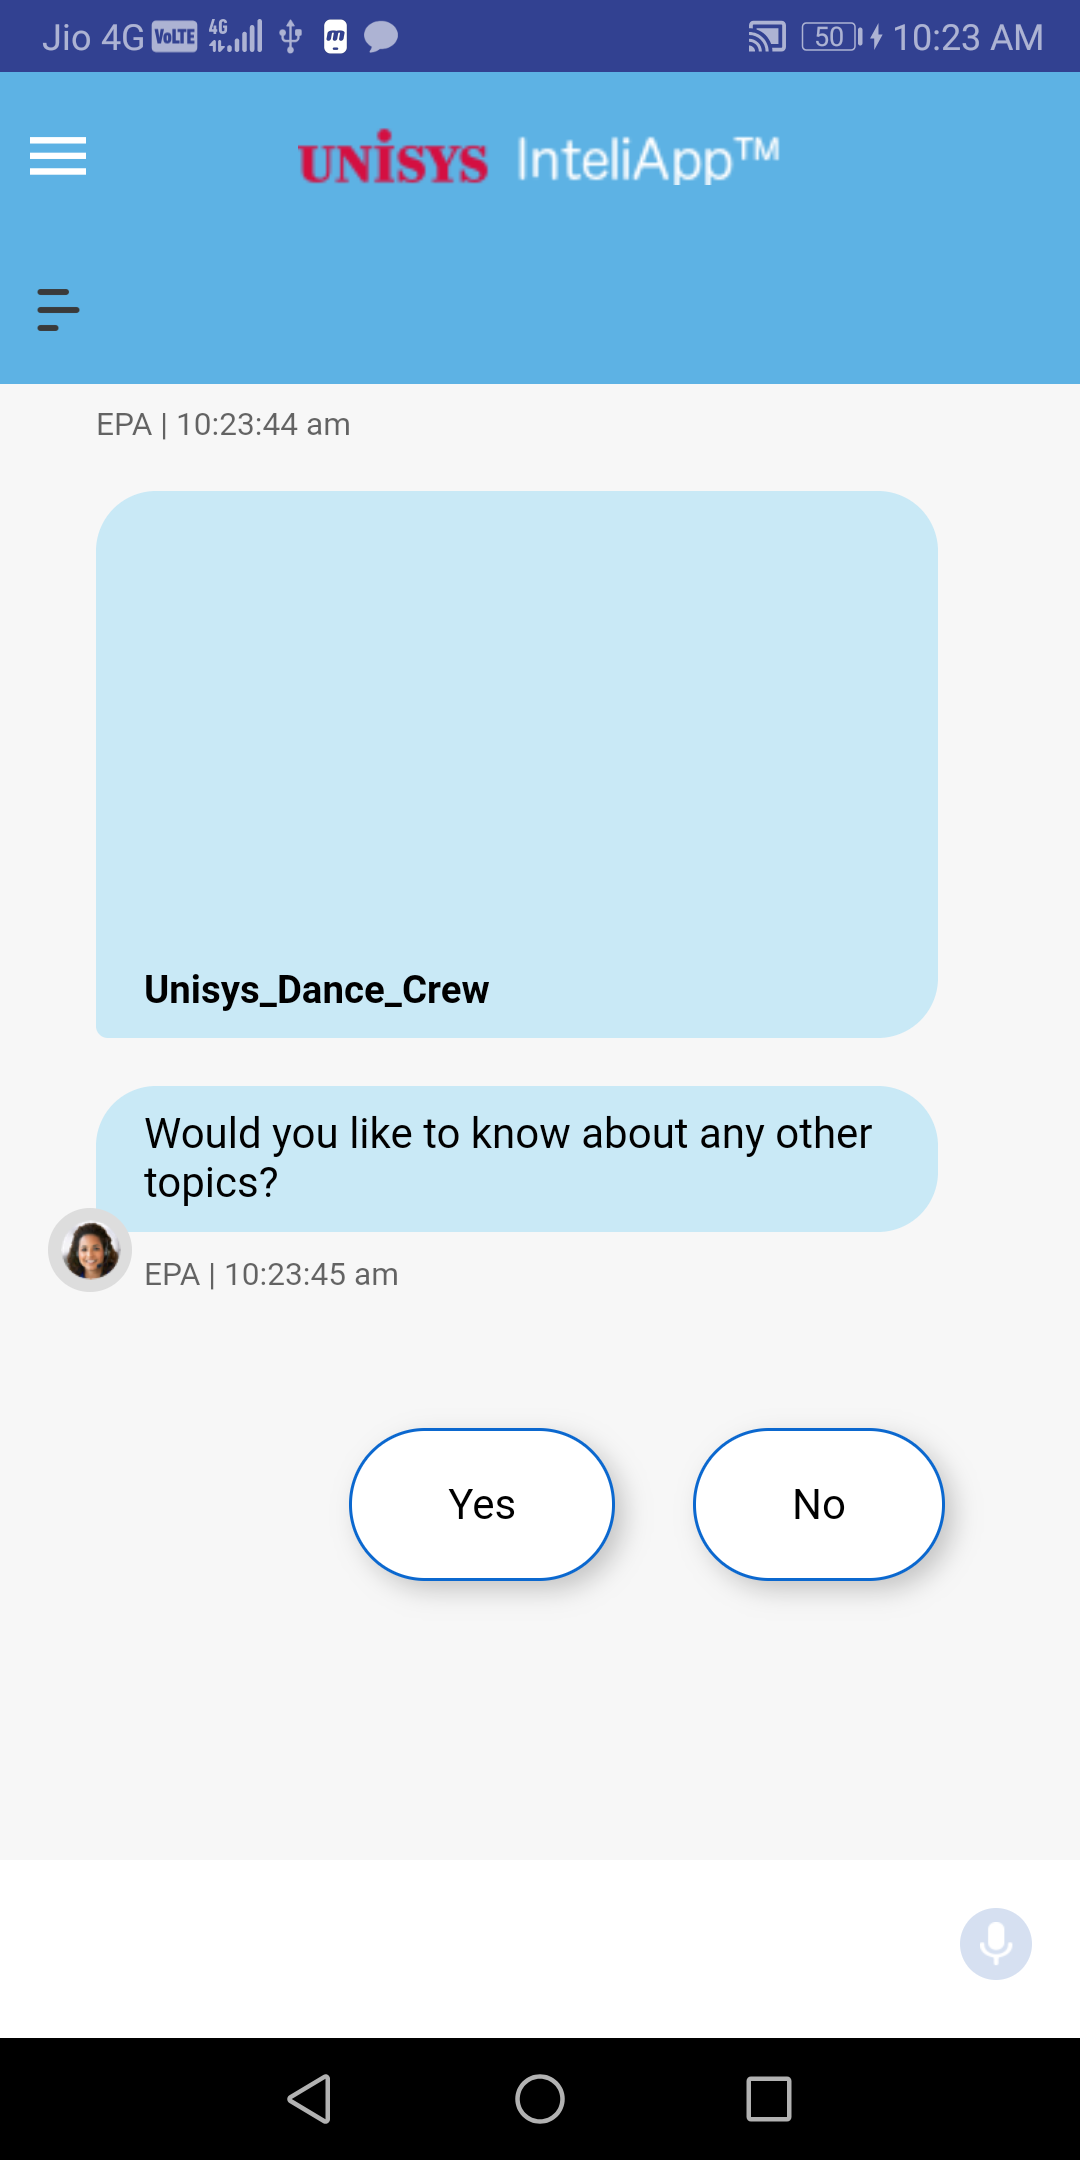 Jio 4G VoLTE 4G 50 10:23 AM
UNiSYS InteliApp™
EPA | 10:23:44 am
Unisys_Dance_Crew
Would you like to know about any other
topics?
EPA | 10:23:45 am
Yes No